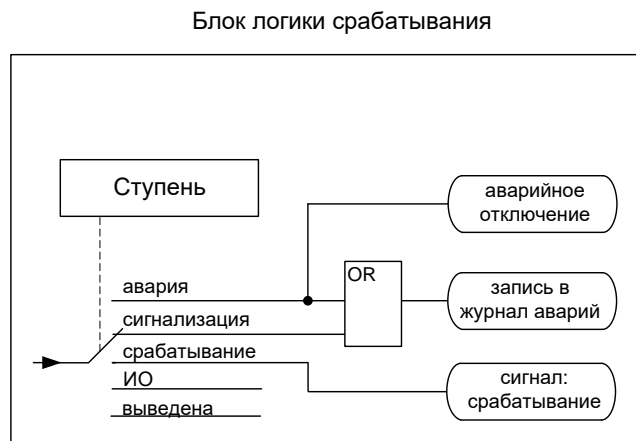 Блок логики срабатывания
Ступень
аварийное
отключение
авария
OR
запись в
журнал аварий
сигнализация
срабатывание
ИО
выведена
сигнал:
срабатывание